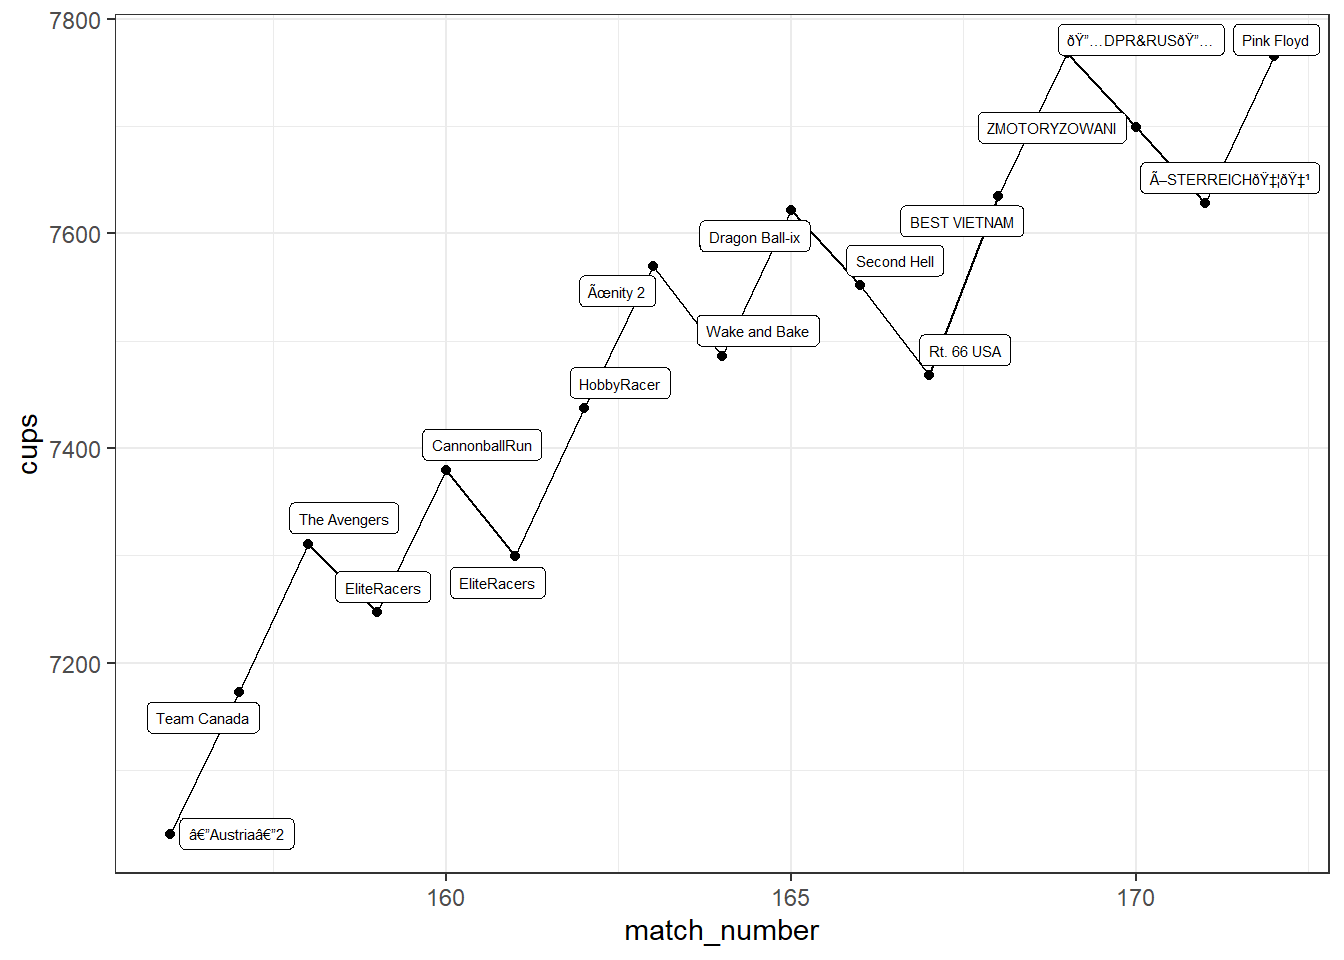 7800
ðŸ”…DPR&RUSðŸ”…
Pink Floyd
ZMOTORYZOWANI
Ã–STERREICHðŸ‡¦ðŸ‡¹
7600
BEST VIETNAM
Dragon Ball-ix
Second Hell
Ãœnity 2
Wake and Bake
Rt. 66 USA
HobbyRacer
cups
7400
CannonballRun
The Avengers
EliteRacers
EliteRacers
7200
Team Canada
â€”Austriaâ€”2
160
165
170
match_number